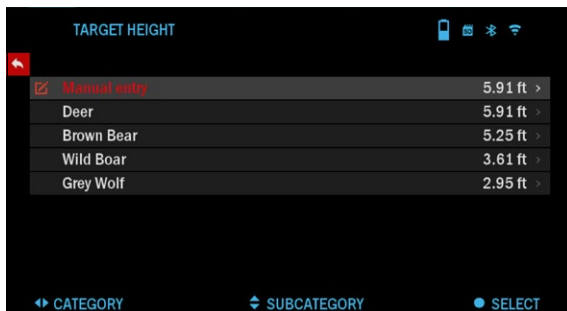 TARGET HEIGHT
Manual entry 5.91 ft >
Deer 5.91 ft >
Brown Bear 5.25 ft >
Wild Boar 3.61 ft >
Grey Wolf 2.95 ft >
CATEGORY SUBCATEGORY SELECT